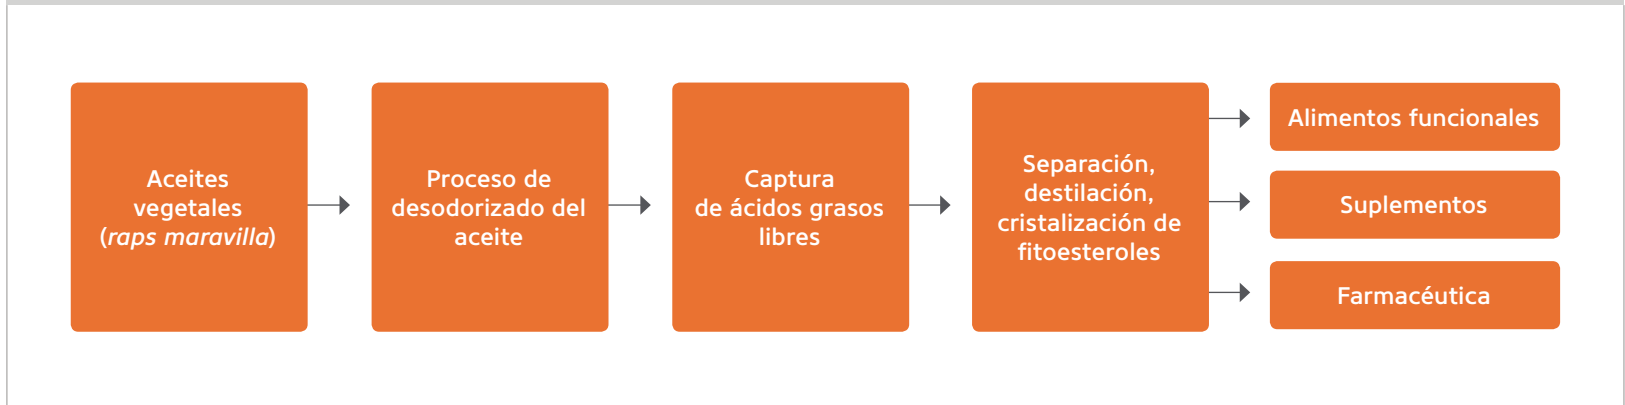 Aceites
vegetales
(raps maravilla)
Proceso de
desodorizado del
aceite
Captura
de ácidos grasos
libres
Separación,
destilación,
cristalización de
fitoesteroles
Alimentos funcionales
Suplementos
Farmacéutica